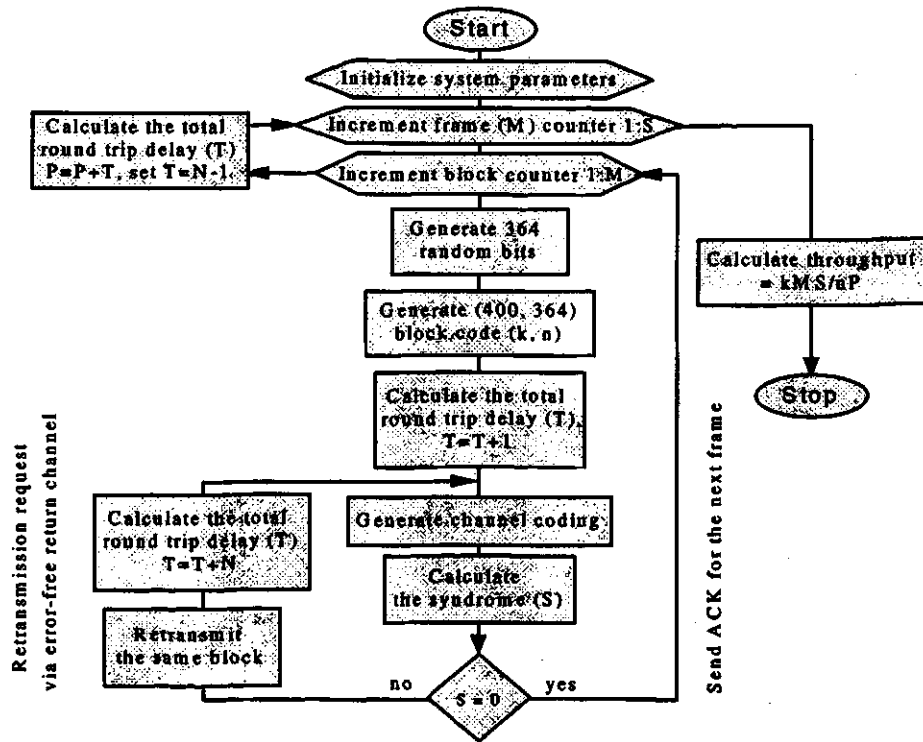 Start
Initialize system parameters
Increment frame (M) counter 1:S
Calculate the total
round trip delay (T)
P=P+T, set T=N-1.
Increment block counter 1:M
Generate 364
random bits
Calculate throughput
= kMS/nP
Generate (400, 364)
block code (k, n)
Stop
Calculate the total
round trip delay (T),
T=T+1.
Generate channel coding
Calculate the total
round trip delay (T)
T=T+N
Calculate
the syndrome (S)
Retransmit
the same block
no
S = 0
yes
Retransmission request
via error-free return channel
Send ACK for the next frame